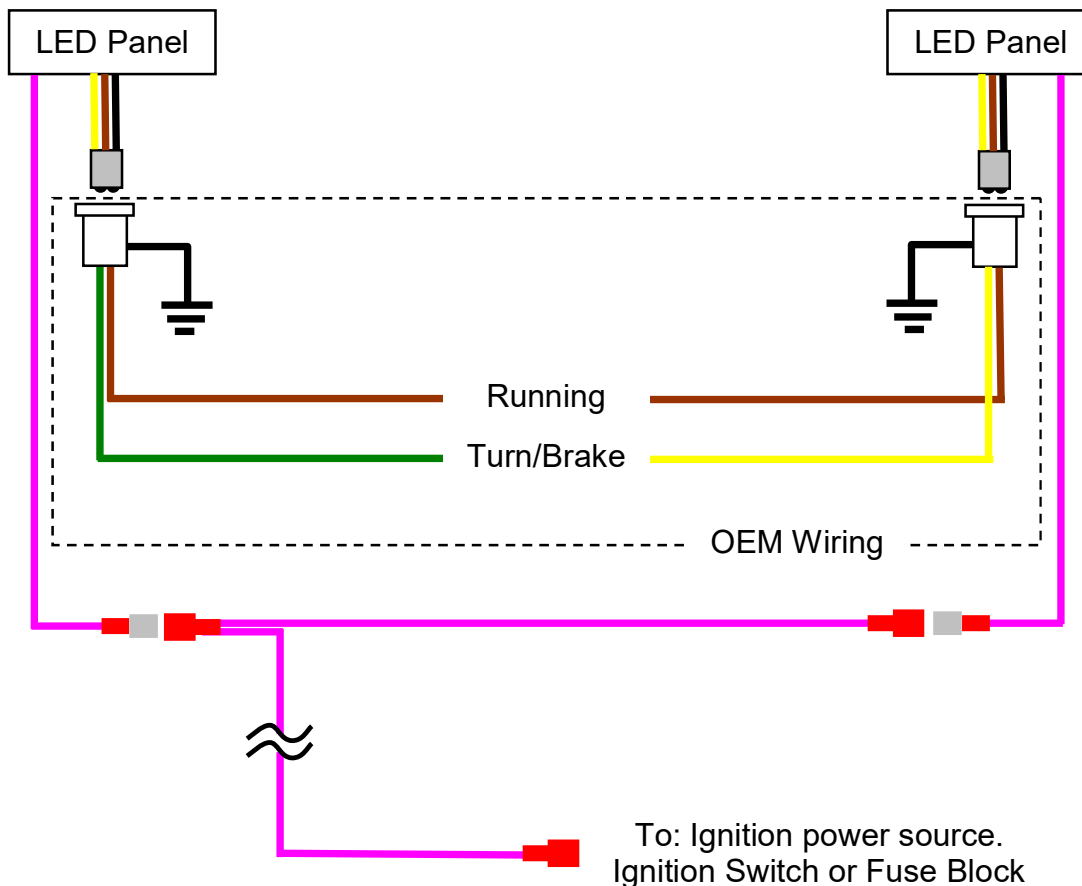 LED Panel
LED Panel
Running
Turn/Brake
OEM Wiring
To: Ignition power source.
Ignition Switch or Fuse Block